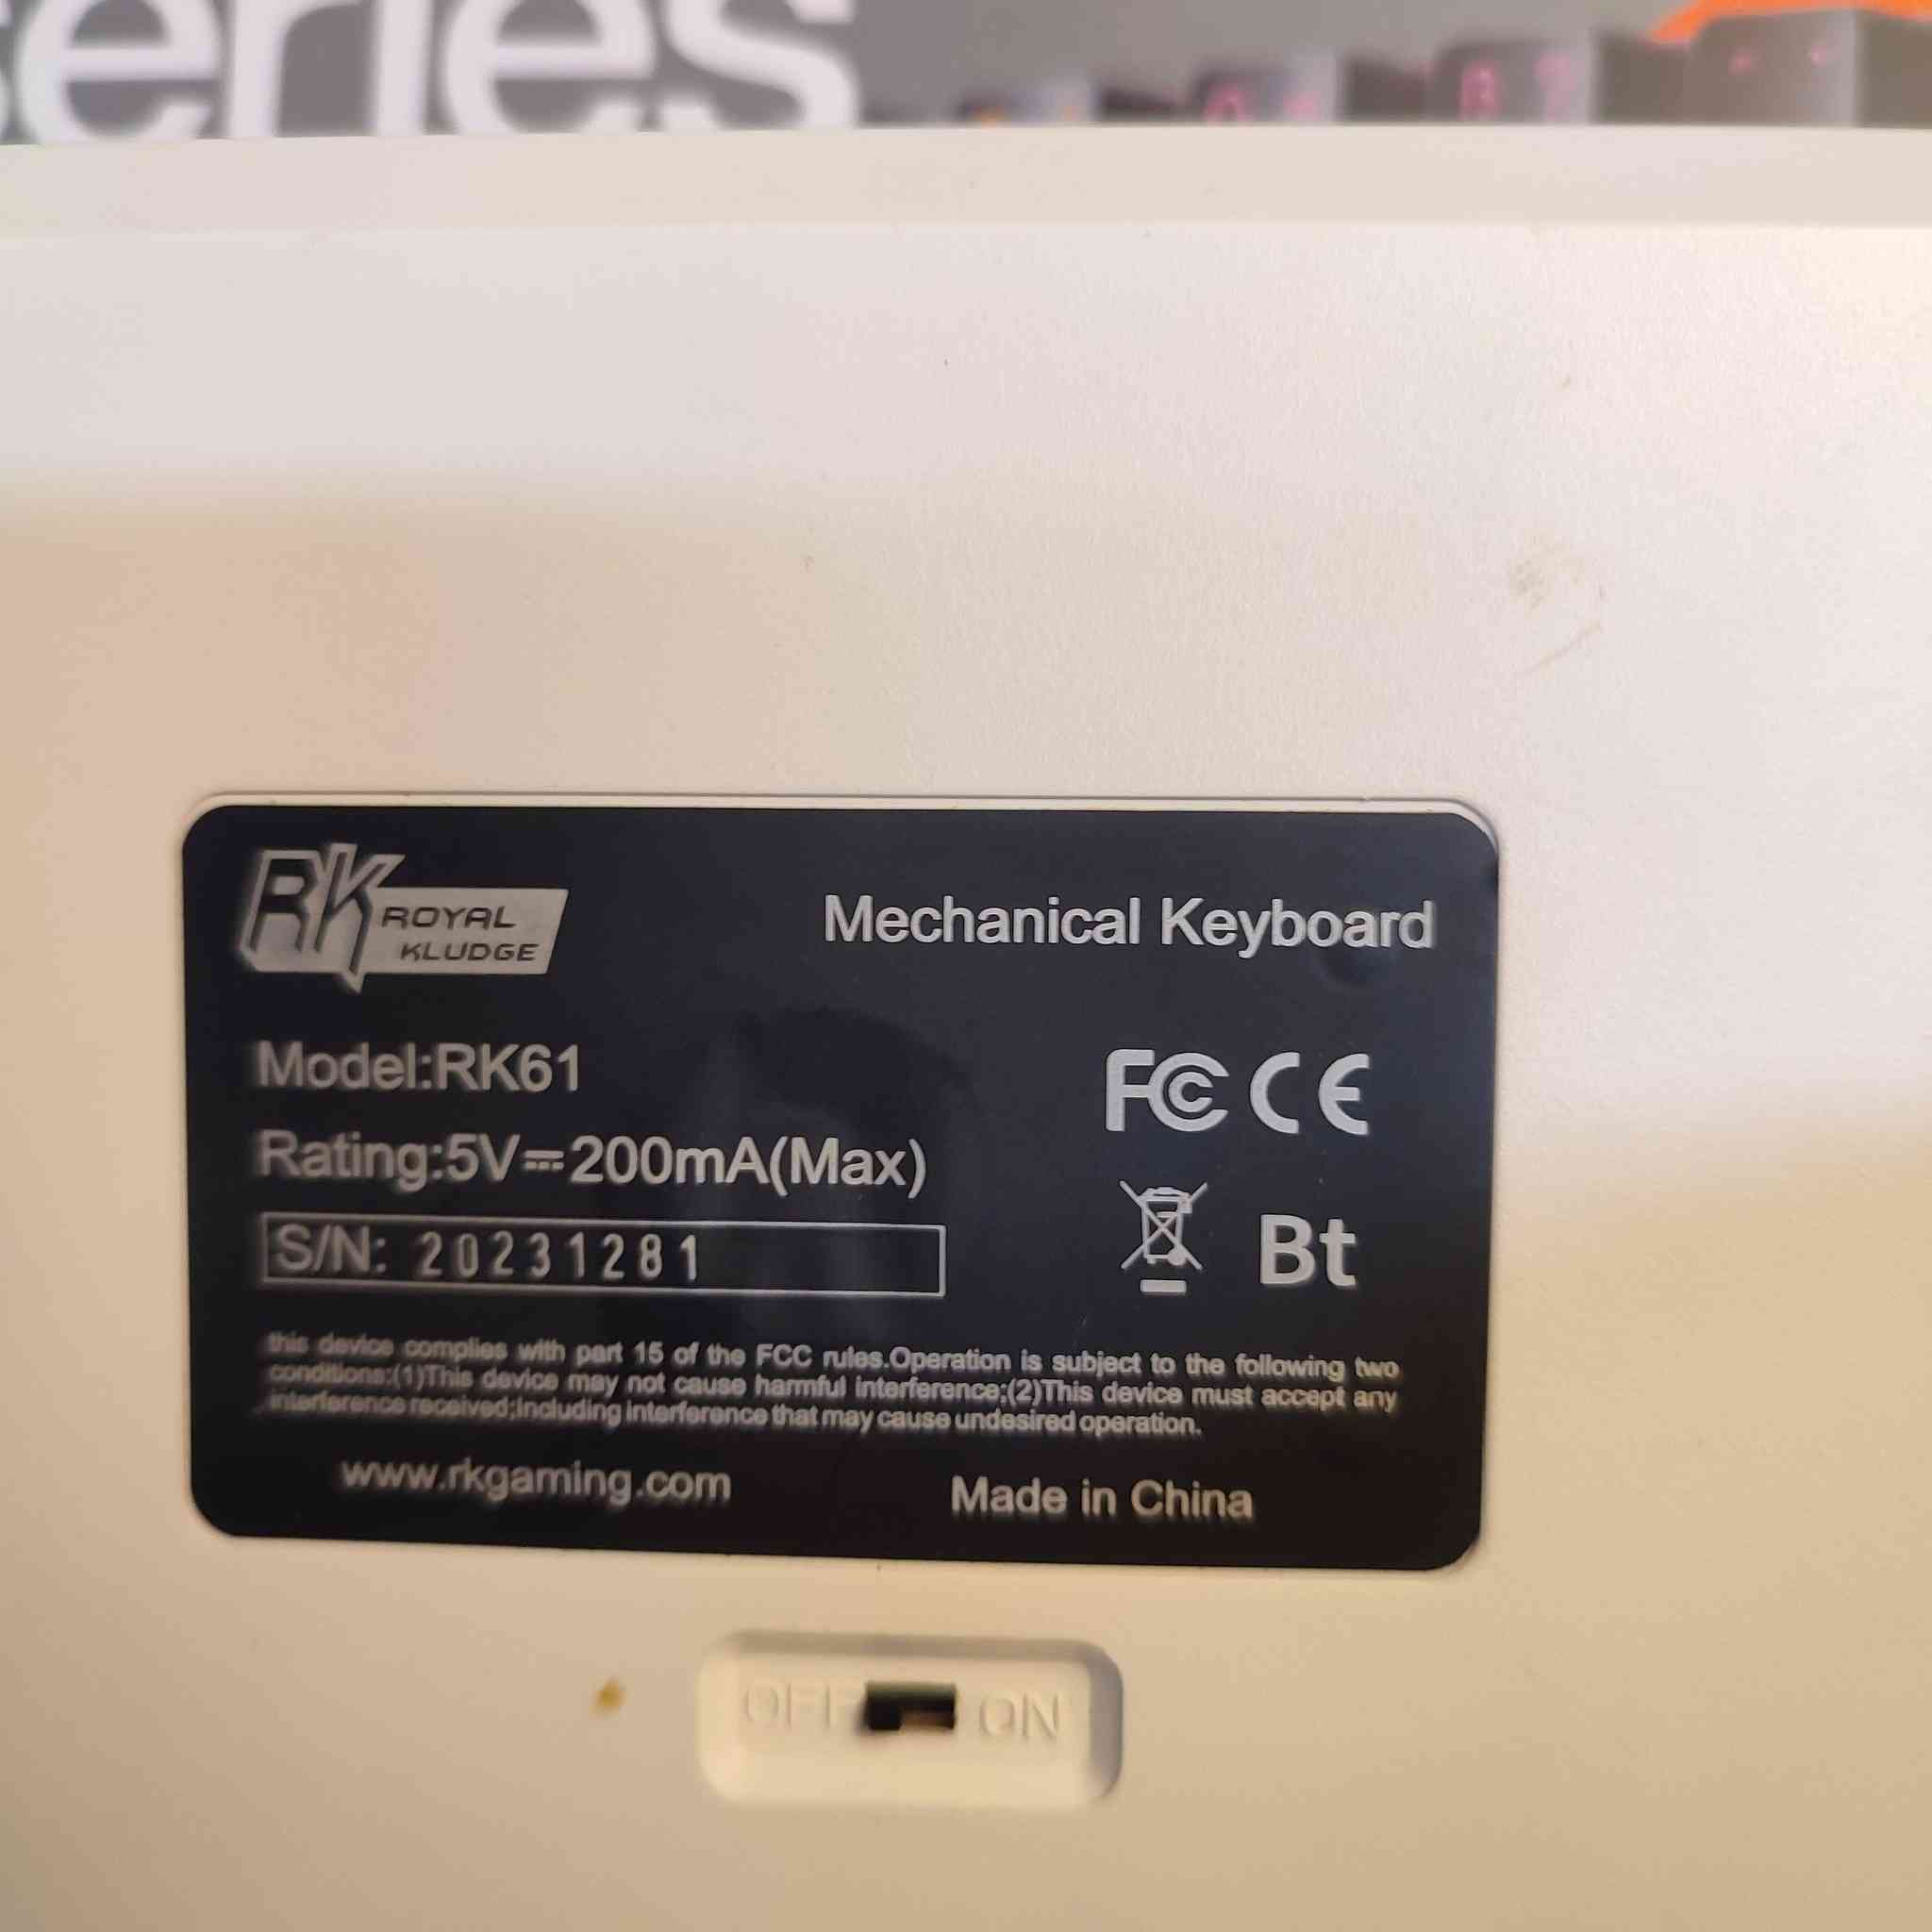 series
RK ROYAL
KLUDGE
Mechanical Keyboard
Model:RK61
FC CE
Rating:5V⎓200mA(Max)
S/N: 20231281
Bt
this device complies with part 15 of the FCC rules.Operation is subject to the following two
conditions:(1)This device may not cause harmful interference;(2)This device must accept any
interference received;including interference that may cause undesired operation.
www.rkgaming.com
Made in China
OFF ON